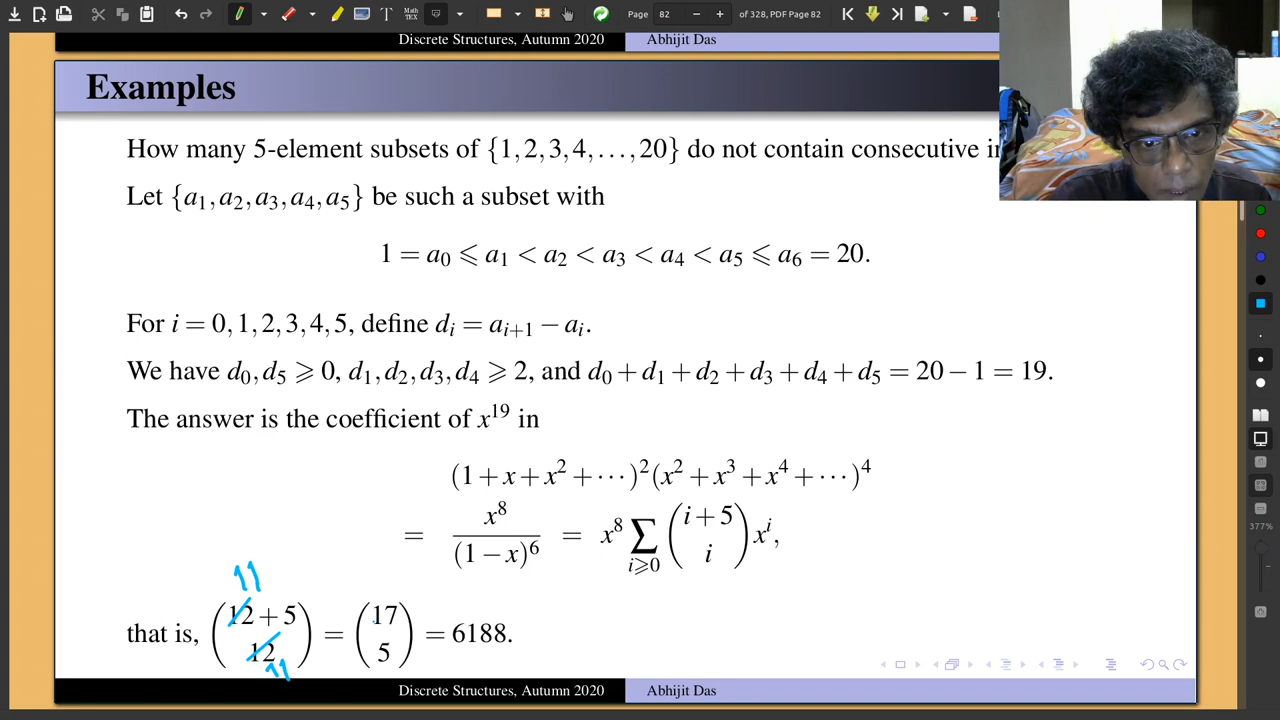 Page 82 of 328, PDF Page 82
Discrete Structures, Autumn 2020 Abhijit Das
Examples
How many 5-element subsets of {1,2,3,4,...,20} do not contain consecutive
Let {a₁,a₂,a₃,a₄,a₅} be such a subset with
1 = a₀ ⩽ a₁ < a₂ < a₃ < a₄ < a₅ ⩽ a₆ = 20.
For i = 0,1,2,3,4,5, define dᵢ = aᵢ₊₁ − aᵢ.
We have d₀,d₅ ⩾ 0, d₁,d₂,d₃,d₄ ⩾ 2, and d₀ + d₁ + d₂ + d₃ + d₄ + d₅ = 20 − 1 = 19.
The answer is the coefficient of x¹⁹ in
(1 + x + x² + ···)²(x² + x³ + x⁴ + ···)⁴
= x⁸/(1 − x)⁶ = x⁸ ∑_{i⩾0} (i+5 choose i) xⁱ,
11
that is, (12+5 choose 12) = (17 choose 5) = 6188.
11
Discrete Structures, Autumn 2020 Abhijit Das
377%